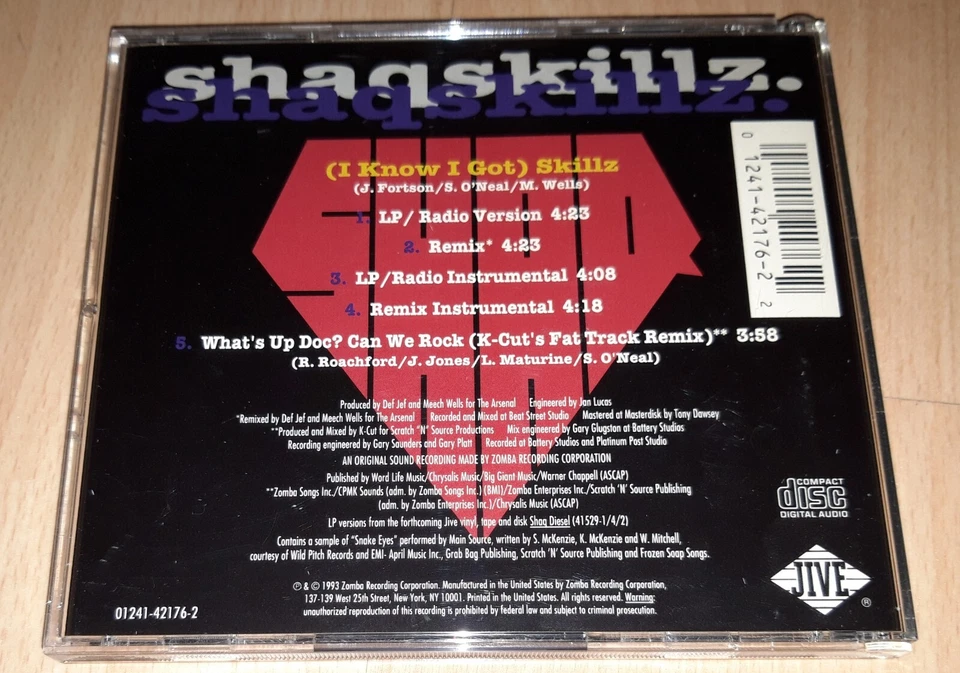 shaqskillz.
shaqskillz.
SHAQ
(I Know I Got) Skillz
(J. Fortson/S. O'Neal/M. Wells)
1. LP/ Radio Version 4:23
2. Remix* 4:23
3. LP/Radio Instrumental 4:08
4. Remix Instrumental 4:18
5. What's Up Doc? Can We Rock (K-Cut's Fat Track Remix)** 3:58
(R. Roachford/J. Jones/L. Maturine/S. O'Neal)
Produced by Def Jef and Meech Wells for The Arsenal Engineered by Jan Lucas
*Remixed by Def Jef and Meech Wells for The Arsenal Recorded and Mixed at Beat Street Studio Mastered at Masterdisk by Tony Dawsey
**Produced and Mixed by K-Cut for Scratch "N" Source Productions Mix engineered by Gary Glugston at Battery Studios
Recording engineered by Gary Saunders and Gary Platt Recorded at Battery Studios and Platinum Post Studio
AN ORIGINAL SOUND RECORDING MADE BY ZOMBA RECORDING CORPORATION
Published by Word Life Music/Chrysalis Music/Big Giant Music/Warner Chappell (ASCAP)
**Zomba Songs Inc./CPMK Sounds (adm. by Zomba Songs Inc.) (BMI)/Zomba Enterprises Inc./Scratch 'N' Source Publishing
(adm. by Zomba Enterprises Inc.)/Chrysalis Music (ASCAP)
LP versions from the forthcoming Jive vinyl, tape and disk Shaq Diesel (41529-1/4/2)
Contains a sample of "Snake Eyes" performed by Main Source, written by S. McKenzie, K. McKenzie and W. Mitchell,
courtesy of Wild Pitch Records and EMI- April Music Inc., Grab Bag Publishing, Scratch 'N' Source Publishing and Frozen Soap Songs.
℗ & © 1993 Zomba Recording Corporation. Manufactured in the United States by Zomba Recording Corporation,
137-139 West 25th Street, New York, NY 10001. Printed in the United States. All rights reserved. Warning:
unauthorized reproduction of this recording is prohibited by federal law and subject to criminal prosecution.
01241-42176-2
0 1241-42176-2 2
COMPACT
disc
DIGITAL AUDIO
JIVE
®